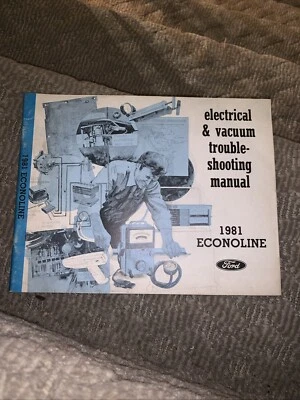 electrical
& vacuum
trouble-
shooting
manual
1981
ECONOLINE
Ford
1981 ECONOLINE